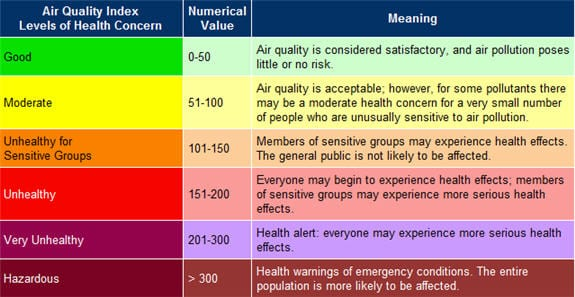 Air Quality Index
Levels of Health Concern
Numerical
Value
Meaning
Good
0-50
Air quality is considered satisfactory, and air pollution poses
little or no risk.
Moderate
51-100
Air quality is acceptable; however, for some pollutants there
may be a moderate health concern for a very small number
of people who are unusually sensitive to air pollution.
Unhealthy for
Sensitive Groups
101-150
Members of sensitive groups may experience health effects.
The general public is not likely to be affected.
Unhealthy
151-200
Everyone may begin to experience health effects; members
of sensitive groups may experience more serious health
effects.
Very Unhealthy
201-300
Health alert: everyone may experience more serious health
effects.
Hazardous
> 300
Health warnings of emergency conditions. The entire
population is more likely to be affected.